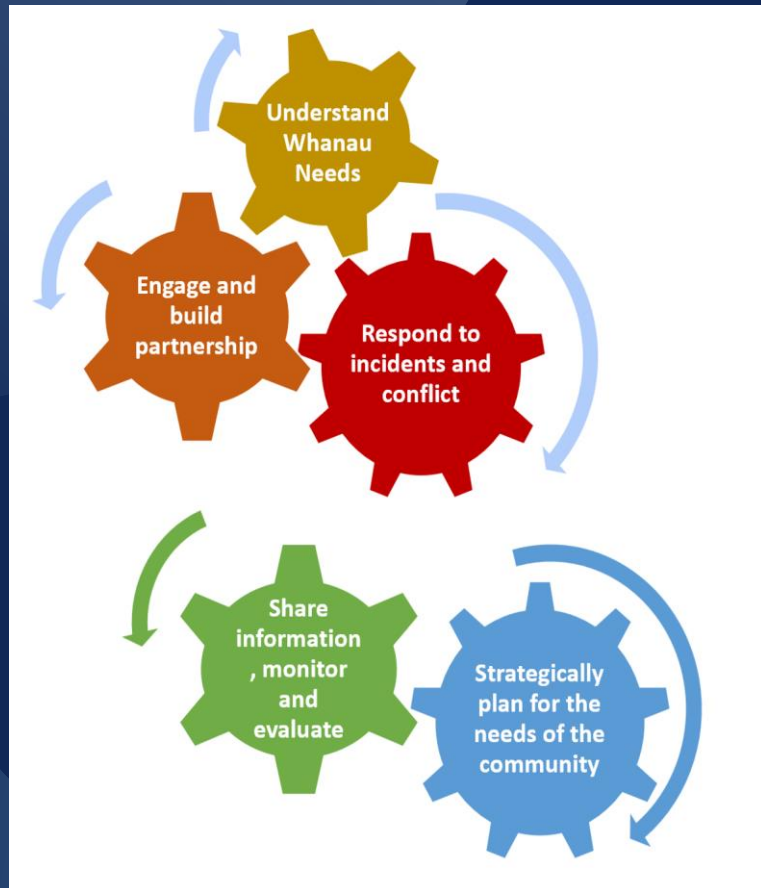 Understand
Whanau
Needs
Engage and
build
partnership
Respond to
incidents and
conflict
Share
information
, monitor
and
evaluate
Strategically
plan for the
needs of the
community